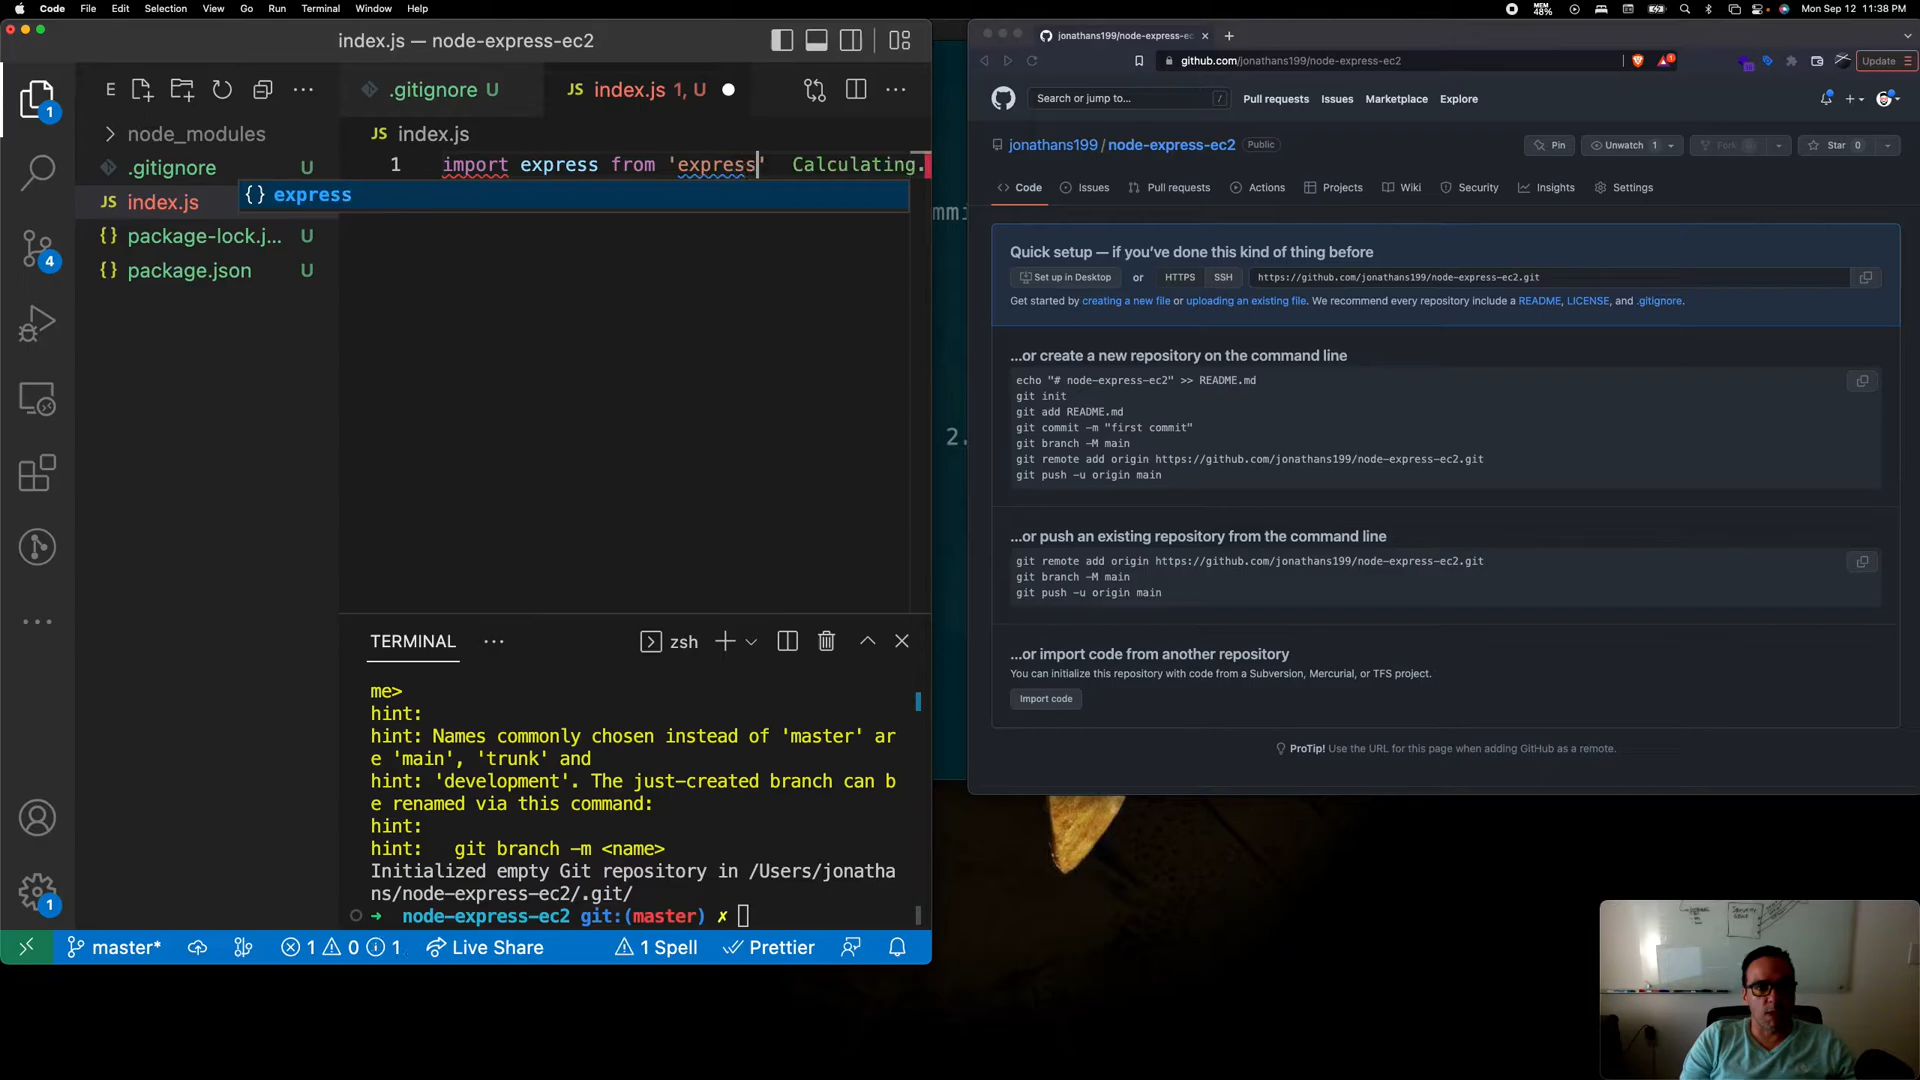 Code File Edit Selection View Go Run Terminal Window Help
MEM 48% Mon Sep 12 11:38 PM
index.js — node-express-ec2
E
node_modules
.gitignore U
index.js
package-lock.j... U
package.json U
.gitignore U
JS index.js 1, U
JS index.js
1 import express from 'express' Calculating.
{} express
TERMINAL
zsh
me>
hint:
hint: Names commonly chosen instead of 'master' ar
e 'main', 'trunk' and
hint: 'development'. The just-created branch can b
e renamed via this command:
hint:
hint: git branch -m <name>
Initialized empty Git repository in /Users/jonatha
ns/node-express-ec2/.git/
→ node-express-ec2 git:(master) ✗
1
4
1
master* 1 0 1 Live Share 1 Spell Prettier
mmi
2.
jonathans199/node-express-ec
github.com/jonathans199/node-express-ec2
1
Update
Search or jump to... /
Pull requests Issues Marketplace Explore
jonathans199 / node-express-ec2 Public
Pin Unwatch 1 Fork 0 Star 0
<> Code Issues Pull requests Actions Projects Wiki Security Insights Settings
Quick setup — if you've done this kind of thing before
Set up in Desktop or HTTPS SSH https://github.com/jonathans199/node-express-ec2.git
Get started by creating a new file or uploading an existing file. We recommend every repository include a README, LICENSE, and .gitignore.
...or create a new repository on the command line
echo "# node-express-ec2" >> README.md
git init
git add README.md
git commit -m "first commit"
git branch -M main
git remote add origin https://github.com/jonathans199/node-express-ec2.git
git push -u origin main
...or push an existing repository from the command line
git remote add origin https://github.com/jonathans199/node-express-ec2.git
git branch -M main
git push -u origin main
...or import code from another repository
You can initialize this repository with code from a Subversion, Mercurial, or TFS project.
Import code
ProTip! Use the URL for this page when adding GitHub as a remote.